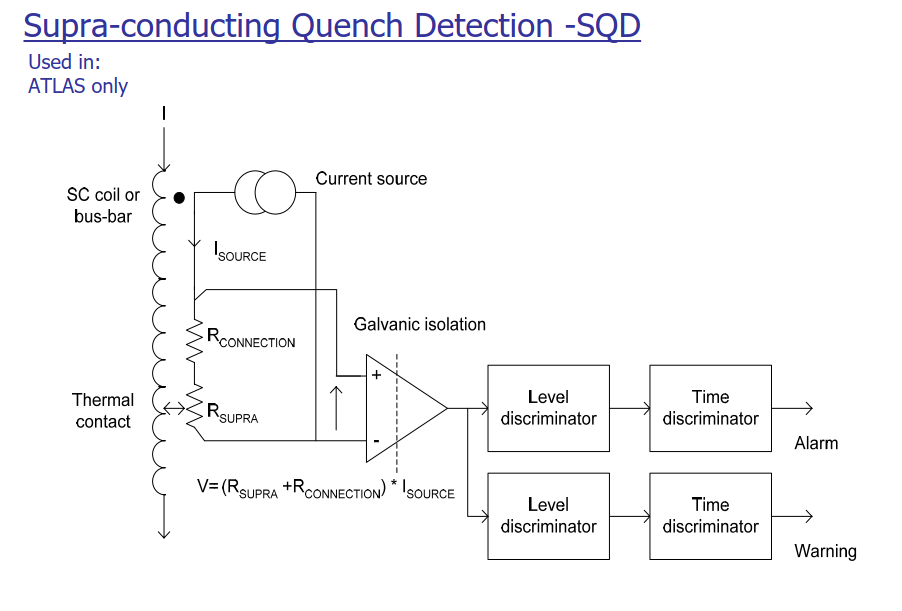 Supra-conducting Quench Detection -SQD
Used in:
ATLAS only
I
SC coil or
bus-bar
Current source
ISOURCE
Galvanic isolation
RCONNECTION
Thermal
contact
RSUPRA
+
-
V=(RSUPRA +RCONNECTION) * ISOURCE
Level
discriminator
Time
discriminator
Alarm
Level
discriminator
Time
discriminator
Warning